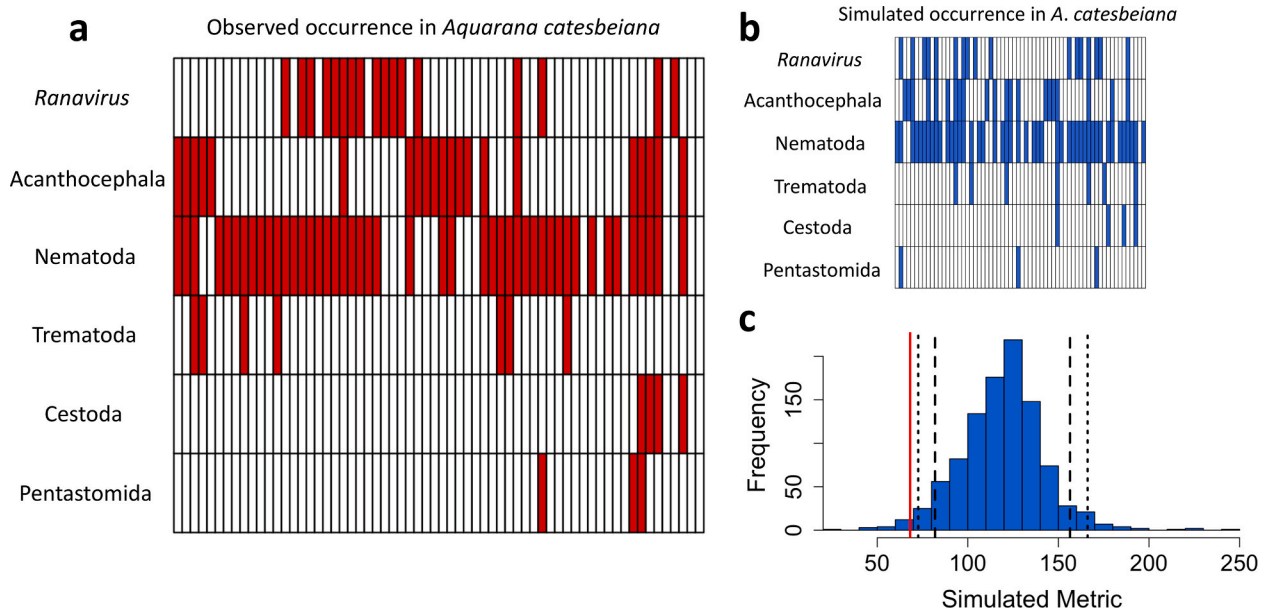 a
Observed occurrence in Aquarana catesbeiana
Ranavirus
Acanthocephala
Nematoda
Trematoda
Cestoda
Pentastomida
b
Simulated occurrence in A. catesbeiana
Ranavirus
Acanthocephala
Nematoda
Trematoda
Cestoda
Pentastomida
c
Frequency
150
50
0
50
100
150
200
250
Simulated Metric